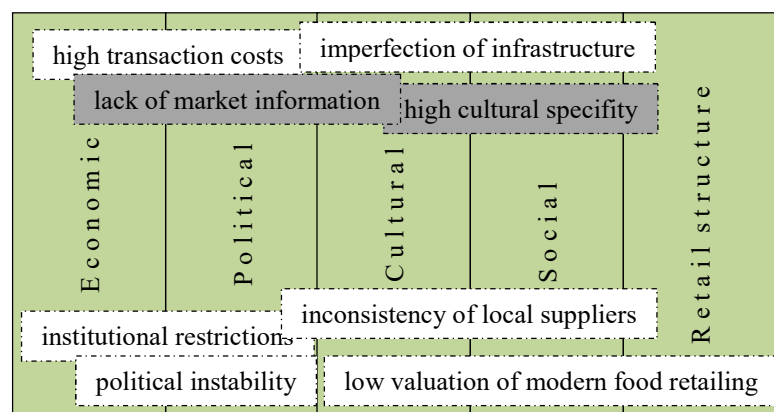 high transaction costs
imperfection of infrastructure
lack of market information
high cultural specifity
Economic
Political
Cultural
Social
Retail structure
institutional restrictions
inconsistency of local suppliers
political instability
low valuation of modern food retailing